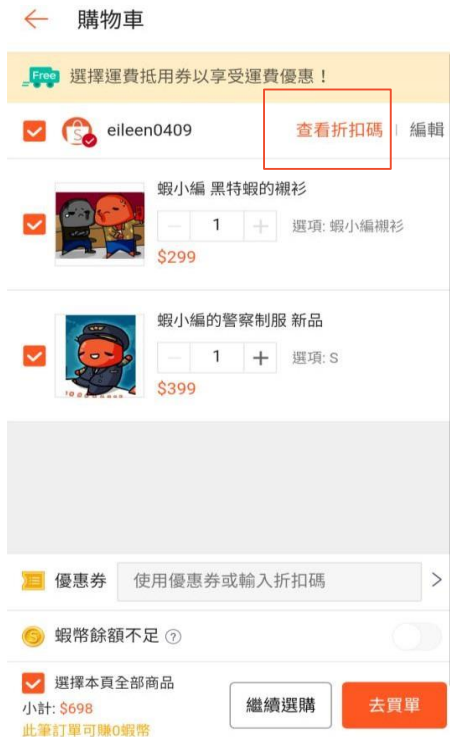 購物車
Free 選擇運費抵用券以享受運費優惠！
eileen0409 查看折扣碼 編輯
蝦小編 黑特蝦的襯衫
1 選項: 蝦小編襯衫
$299
蝦小編的警察制服 新品
1 選項: S
$399
優惠券 使用優惠券或輸入折扣碼
蝦幣餘額不足
選擇本頁全部商品
小計: $698
此筆訂單可賺0蝦幣
繼續選購 去買單